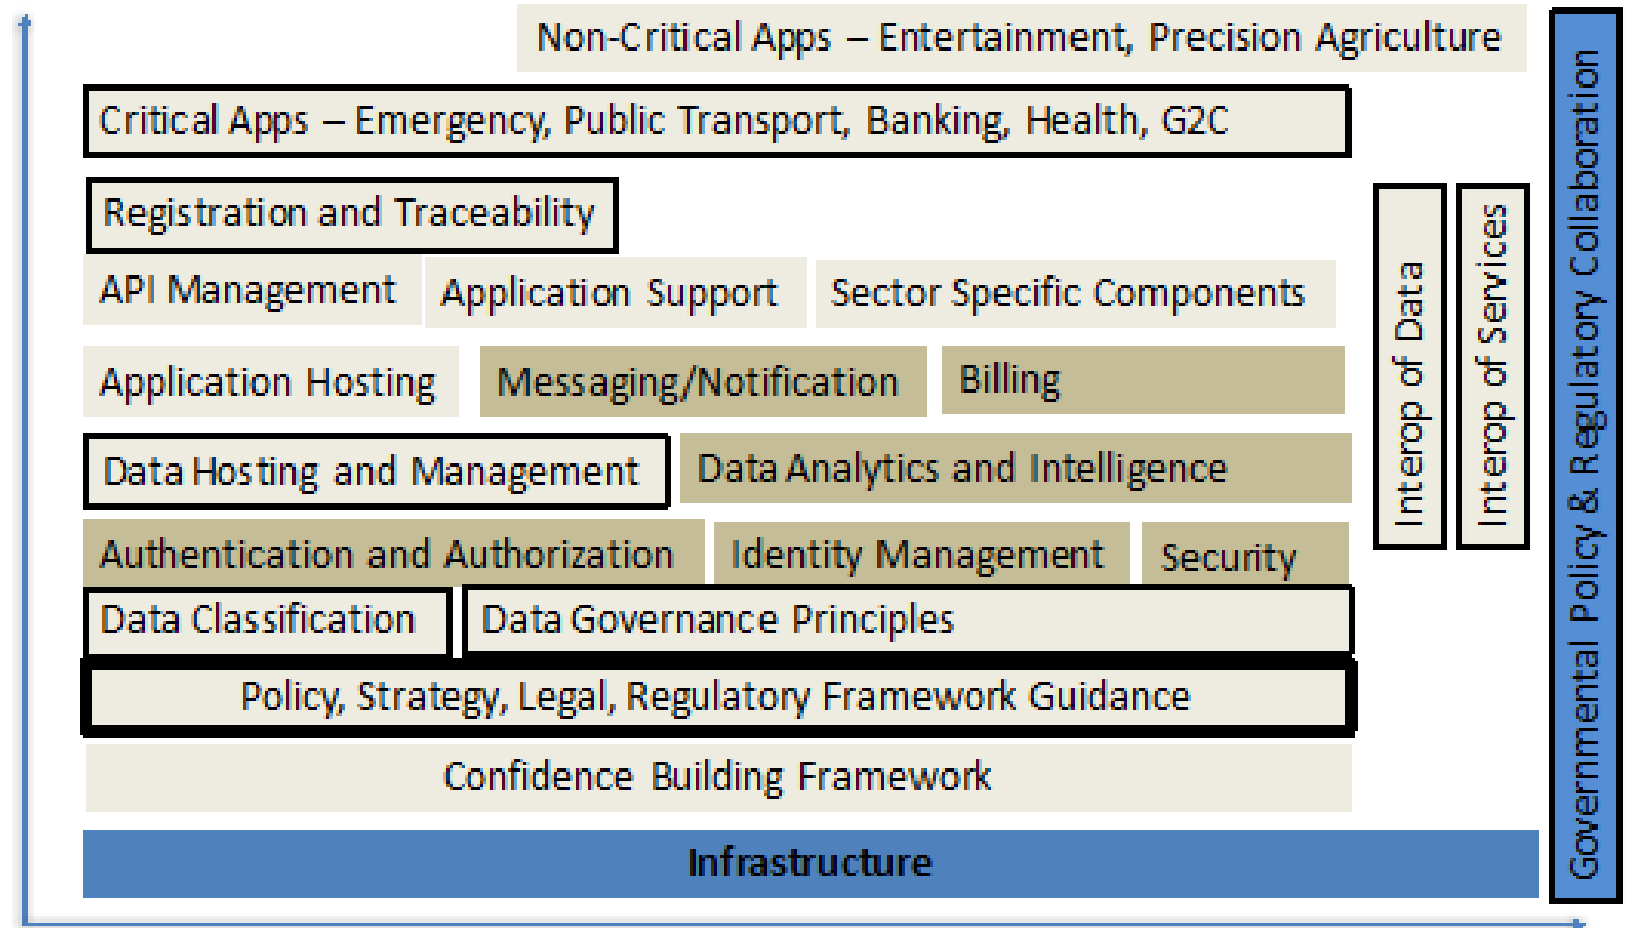 Non-Critical Apps – Entertainment, Precision Agriculture
Critical Apps – Emergency, Public Transport, Banking, Health, G2C
Registration and Traceability
API Management
Application Support
Sector Specific Components
Application Hosting
Messaging/Notification
Billing
Data Hosting and Management
Data Analytics and Intelligence
Authentication and Authorization
Identity Management
Security
Data Classification
Data Governance Principles
Policy, Strategy, Legal, Regulatory Framework Guidance
Confidence Building Framework
Infrastructure
Interop of Data
Interop of Services
Governmental Policy & Regulatory Collaboration